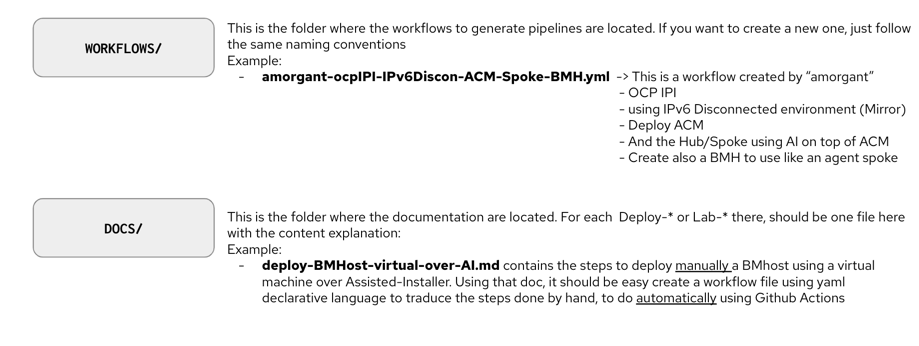 WORKFLOWS/
This is the folder where the workflows to generate pipelines are located. If you want to create a new one, just follow
the same naming conventions
Example:
- amorgant-ocpIPI-IPv6Discon-ACM-Spoke-BMH.yml -> This is a workflow created by “amorgant”
- OCP IPI
- using IPv6 Disconnected environment (Mirror)
- Deploy ACM
- And the Hub/Spoke using AI on top of ACM
- Create also a BMH to use like an agent spoke
DOCS/
This is the folder where the documentation are located. For each Deploy-* or Lab-* there, should be one file here
with the content explanation:
Example:
- deploy-BMHost-virtual-over-AI.md contains the steps to deploy manually a BMhost using a virtual
machine over Assisted-Installer. Using that doc, it should be easy create a workflow file using yaml
declarative language to traduce the steps done by hand, to do automatically using Github Actions